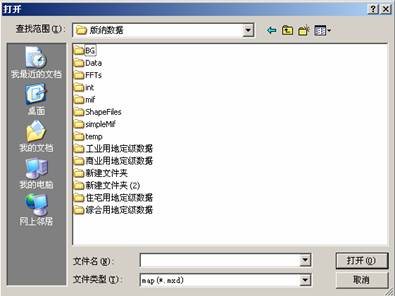 打开
查找范围(I):
版纳数据
我最近的文档
桌面
我的文档
我的电脑
网上邻居
BG
Data
FFTs
int
mif
ShapeFiles
simpleMif
temp
工业用地定级数据
商业用地定级数据
新建文件夹
新建文件夹 (2)
住宅用地定级数据
综合用地定级数据
文件名(N):
打开(O)
文件类型(T):
map(*.mxd)
取消